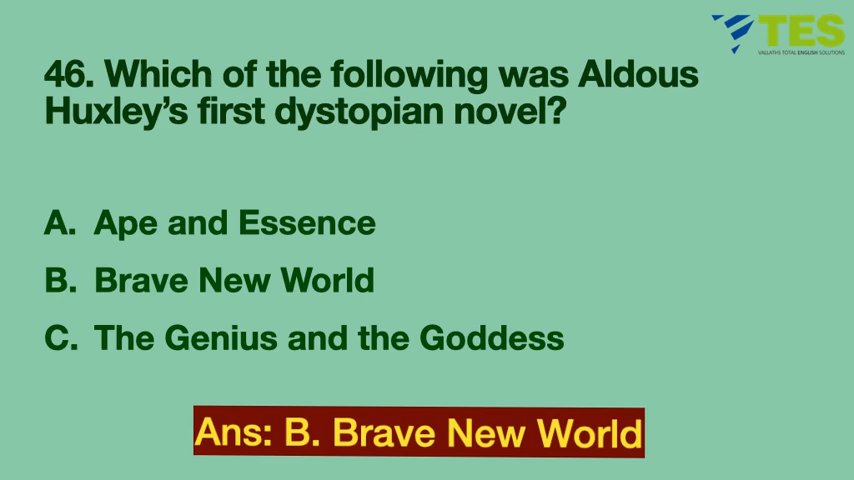 TES
VALLATHS TOTAL ENGLISH SOLUTIONS
46. Which of the following was Aldous
Huxley’s first dystopian novel?
A. Ape and Essence
B. Brave New World
C. The Genius and the Goddess
Ans: B. Brave New World